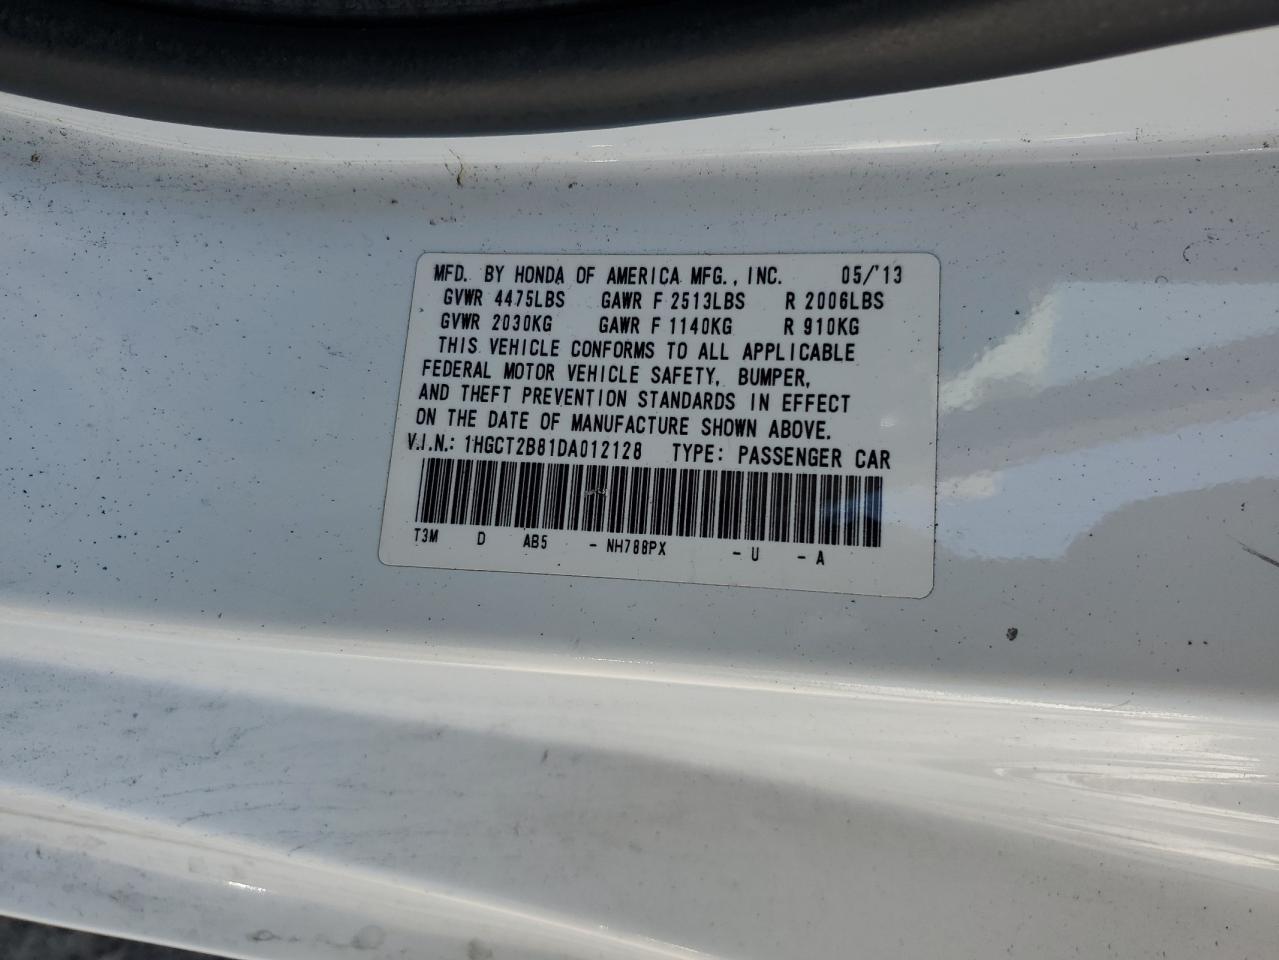 MFD. BY HONDA OF AMERICA MFG., INC. 05/'13
GVWR 4475LBS GAWR F 2513LBS R 2006LBS
GVWR 2030KG GAWR F 1140KG R 910KG
THIS VEHICLE CONFORMS TO ALL APPLICABLE
FEDERAL MOTOR VEHICLE SAFETY, BUMPER,
AND THEFT PREVENTION STANDARDS IN EFFECT
ON THE DATE OF MANUFACTURE SHOWN ABOVE.
V.I.N.: 1HGCT2B81DA012128 TYPE: PASSENGER CAR
T3M D AB5 - NH788PX - U - A